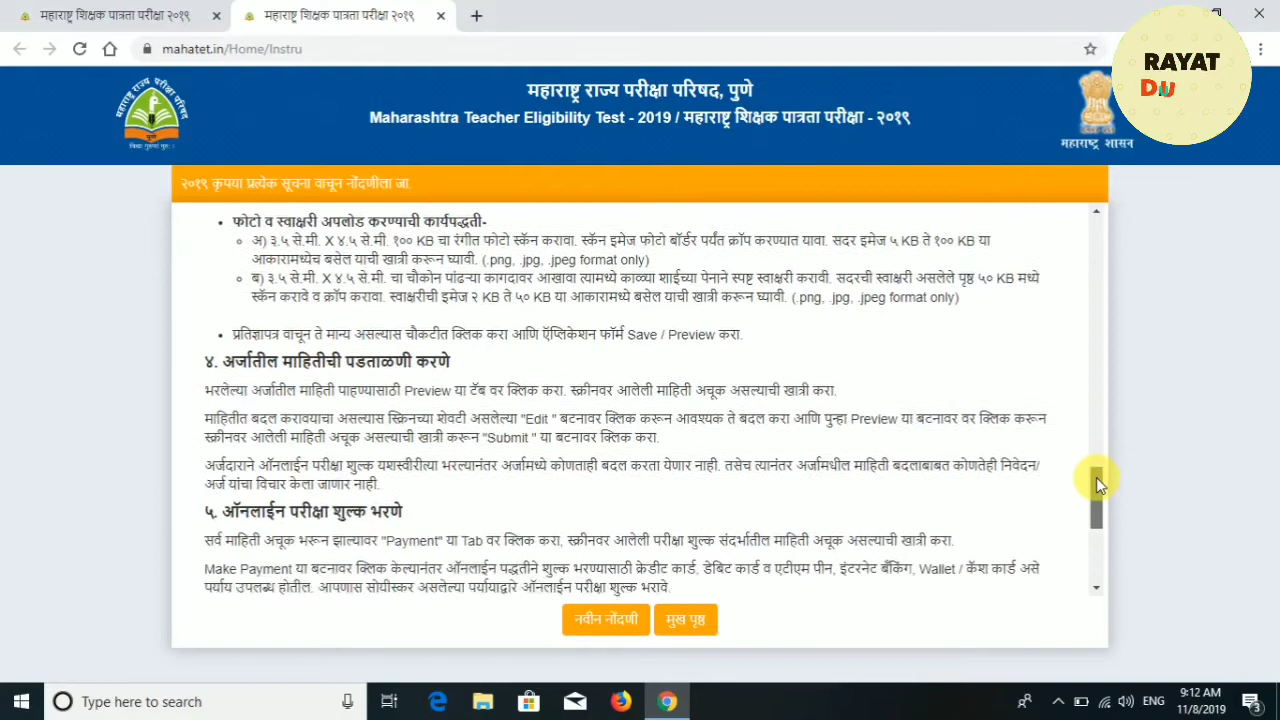 महाराष्ट्र शिक्षक पात्रता परीक्षा २०१९
महाराष्ट्र शिक्षक पात्रता परीक्षा २०१९
mahatet.in/Home/Instru
RAYAT
महाराष्ट्र राज्य परीक्षा परिषद, पुणे
Maharashtra Teacher Eligibility Test - 2019 / महाराष्ट्र शिक्षक पात्रता परीक्षा - २०१९
महाराष्ट्र शासन
२०१९ कृपया प्रत्येक सूचना वाचून नोंदणीला जा.
फोटो व स्वाक्षरी अपलोड करण्याची कार्यपद्धती-
अ) ३.५ से.मी. X ४.५ से.मी. १०० KB चा रंगीत फोटो स्कॅन करावा. स्कॅन इमेज फोटो बॉर्डर पर्यंत क्रॉप करण्यात यावा. सदर इमेज ५ KB ते १०० KB या
आकारामध्येच बसेल याची खात्री करून घ्यावी. (.png, .jpg, .jpeg format only)
ब) ३.५ से.मी. X ४.५ से.मी. चा चौकोन पांढऱ्या कागदावर आखावा त्यामध्ये काळ्या शाईच्या पेनाने स्पष्ट स्वाक्षरी करावी. सदरची स्वाक्षरी असलेले पृष्ठ ५० KB मध्ये
स्कॅन करावे व क्रॉप करावा. स्वाक्षरीची इमेज २ KB ते ५० KB या आकारामध्ये बसेल याची खात्री करून घ्यावी. (.png, .jpg, .jpeg format only)
प्रतिज्ञापत्र वाचून ते मान्य असल्यास चौकटीत क्लिक करा आणि ऍप्लिकेशन फॉर्म Save / Preview करा.
४. अर्जातील माहितीची पडताळणी करणे
भरलेल्या अर्जातील माहिती पाहण्यासाठी Preview या टॅब वर क्लिक करा. स्क्रीनवर आलेली माहिती अचूक असल्याची खात्री करा.
माहितीत बदल करावयाचा असल्यास स्क्रिनच्या शेवटी असलेल्या "Edit " बटनावर क्लिक करून आवश्यक ते बदल करा आणि पुन्हा Preview या बटनावर वर क्लिक करून
स्क्रीनवर आलेली माहिती अचूक असल्याची खात्री करून "Submit " या बटनावर क्लिक करा.
अर्जदाराने ऑनलाईन परीक्षा शुल्क यशस्वीरीत्या भरल्यानंतर अर्जामध्ये कोणताही बदल करता येणार नाही. तसेच त्यानंतर अर्जामधील माहिती बदलाबाबत कोणतेही निवेदन/
अर्ज यांचा विचार केला जाणार नाही.
५. ऑनलाईन परीक्षा शुल्क भरणे
सर्व माहिती अचूक भरून झाल्यावर "Payment" या Tab वर क्लिक करा, स्क्रीनवर आलेली परीक्षा शुल्क संदर्भातील माहिती अचूक असल्याची खात्री करा.
Make Payment या बटनावर क्लिक केल्यानंतर ऑनलाईन पद्धतीने शुल्क भरण्यासाठी क्रेडीट कार्ड, डेबिट कार्ड व एटीएम पीन, इंटरनेट बँकिंग, Wallet / कॅश कार्ड असे
पर्याय उपलब्ध होतील. आपणास सोयीस्कर असलेल्या पर्यायाद्वारे ऑनलाईन परीक्षा शुल्क भरावे.
नवीन नोंदणी
मुख पृष्ठ
Type here to search
ENG
9:12 AM
11/8/2019
3